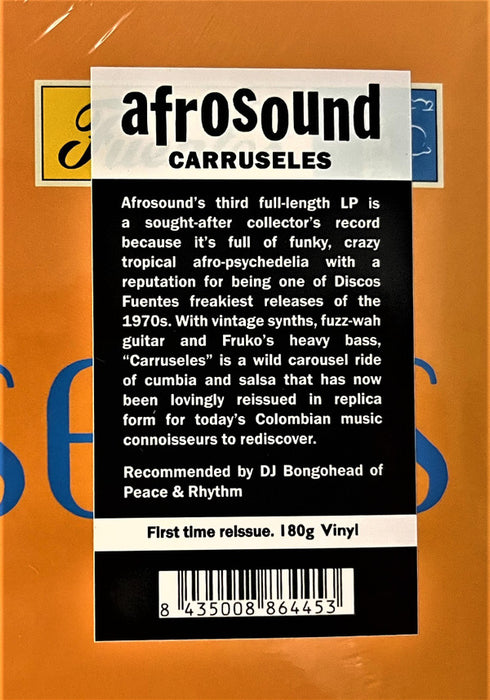 afrosound
CARRUSELES
Afrosound's third full-length LP is
a sought-after collector's record
because it's full of funky, crazy
tropical afro-psychedelia with a
reputation for being one of Discos
Fuentes freakiest releases of the
1970s. With vintage synths, fuzz-wah
guitar and Fruko's heavy bass,
"Carruseles" is a wild carousel ride
of cumbia and salsa that has now
been lovingly reissued in replica
form for today's Colombian music
connoisseurs to rediscover.
Recommended by DJ Bongohead of
Peace & Rhythm
First time reissue. 180g Vinyl
8 435008 864453